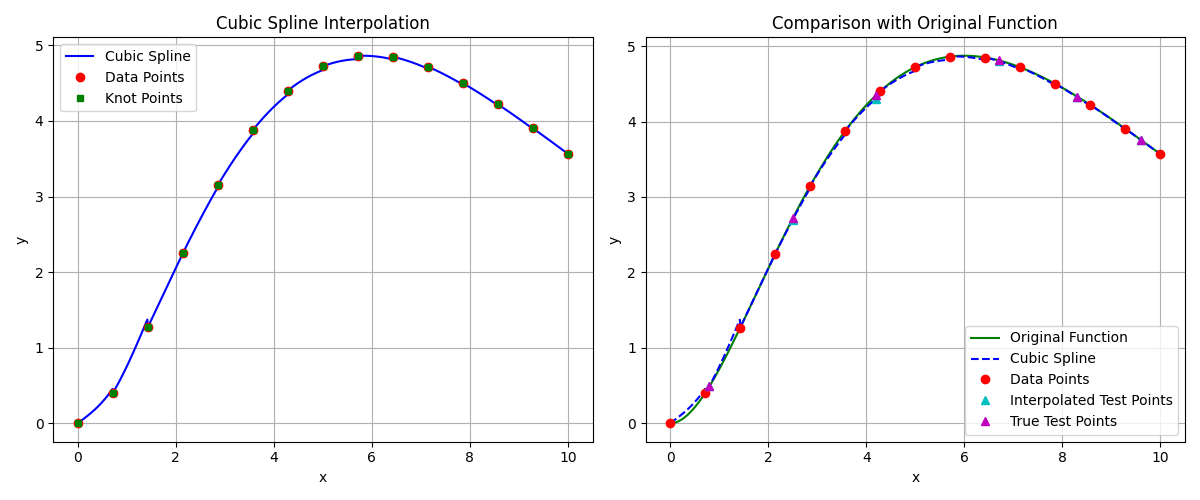 Cubic Spline Interpolation
5
4
3
2
1
0
y
Cubic Spline
Data Points
Knot Points
0 2 4 6 8 10
x
Comparison with Original Function
5
4
3
2
1
0
y
Original Function
Cubic Spline
Data Points
Interpolated Test Points
True Test Points
0 2 4 6 8 10
x